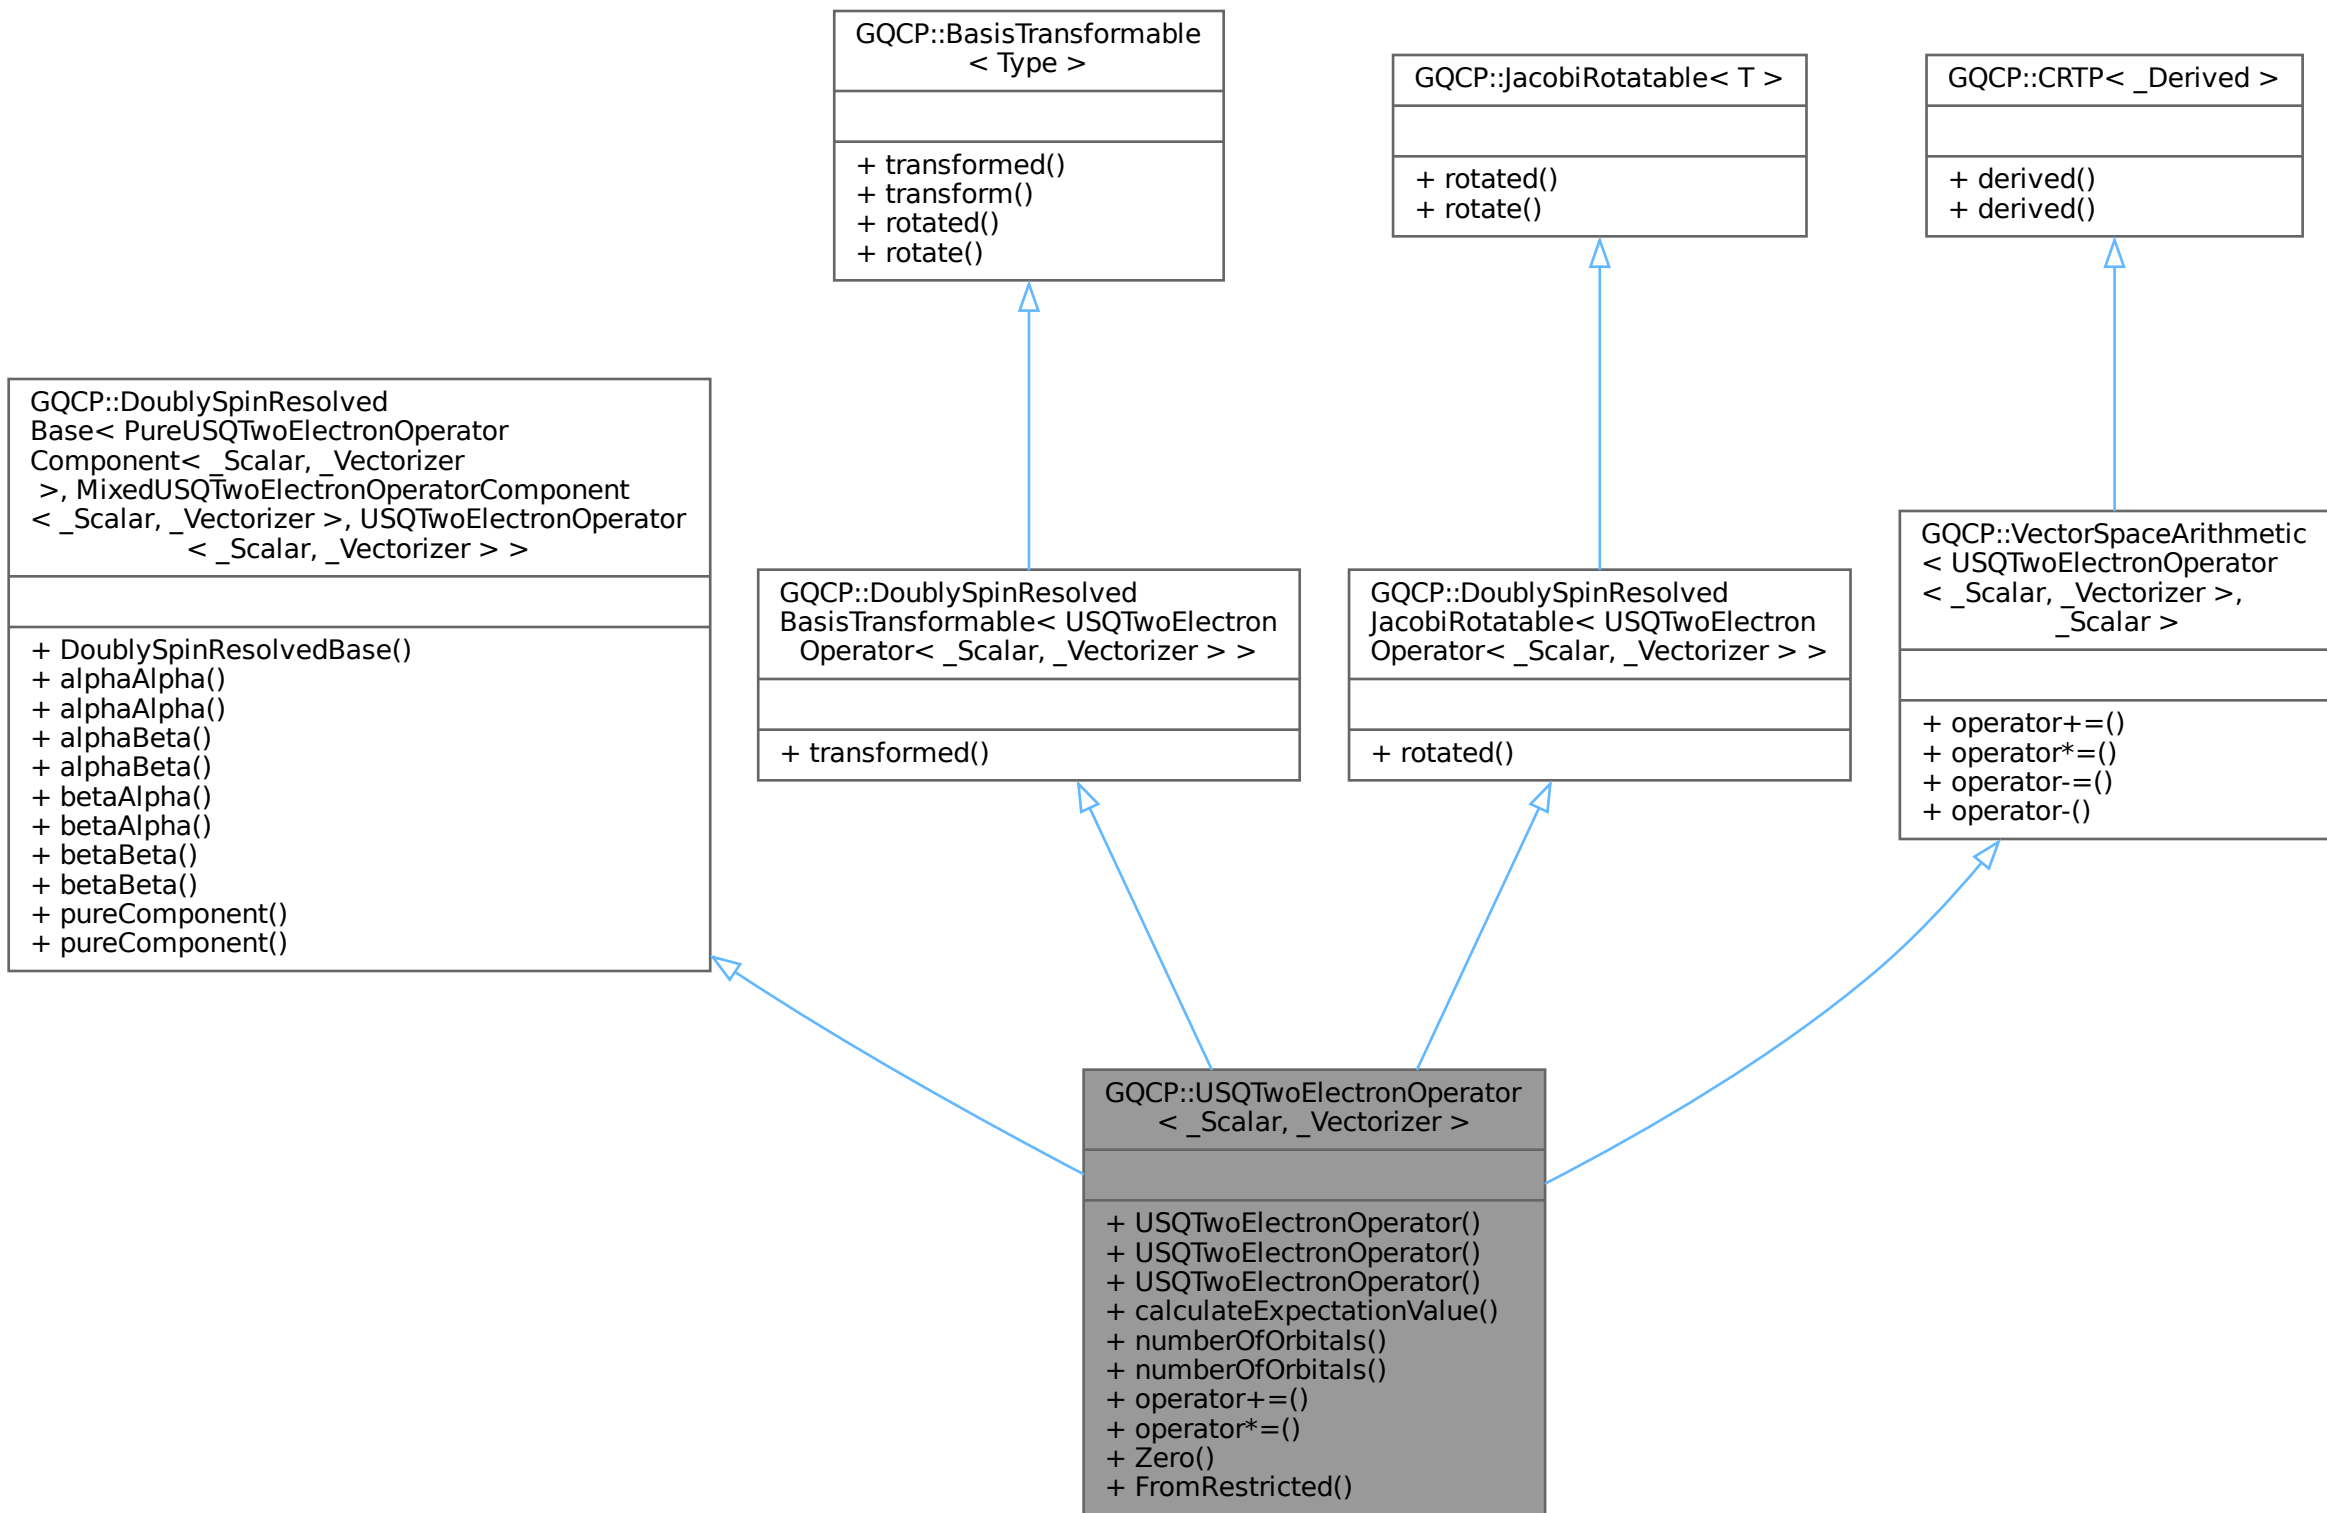 GQCP::BasisTransformable
< Type >
+ transformed()
+ transform()
+ rotated()
+ rotate()
GQCP::JacobiRotatable< T >
+ rotated()
+ rotate()
GQCP::CRTP< _Derived >
+ derived()
+ derived()
GQCP::DoublySpinResolved
Base< PureUSQTwoElectronOperator
Component< _Scalar, _Vectorizer
>, MixedUSQTwoElectronOperatorComponent
< _Scalar, _Vectorizer >, USQTwoElectronOperator
< _Scalar, _Vectorizer > >
+ DoublySpinResolvedBase()
+ alphaAlpha()
+ alphaAlpha()
+ alphaBeta()
+ alphaBeta()
+ betaAlpha()
+ betaAlpha()
+ betaBeta()
+ betaBeta()
+ pureComponent()
+ pureComponent()
GQCP::DoublySpinResolved
BasisTransformable< USQTwoElectron
Operator< _Scalar, _Vectorizer > >
+ transformed()
GQCP::DoublySpinResolved
JacobiRotatable< USQTwoElectron
Operator< _Scalar, _Vectorizer > >
+ rotated()
GQCP::VectorSpaceArithmetic
< USQTwoElectronOperator
< _Scalar, _Vectorizer >,
_Scalar >
+ operator+=()
+ operator*=()
+ operator-=()
+ operator-()
GQCP::USQTwoElectronOperator
< _Scalar, _Vectorizer >
+ USQTwoElectronOperator()
+ USQTwoElectronOperator()
+ USQTwoElectronOperator()
+ calculateExpectationValue()
+ numberOfOrbitals()
+ numberOfOrbitals()
+ operator+=()
+ operator*=()
+ Zero()
+ FromRestricted()